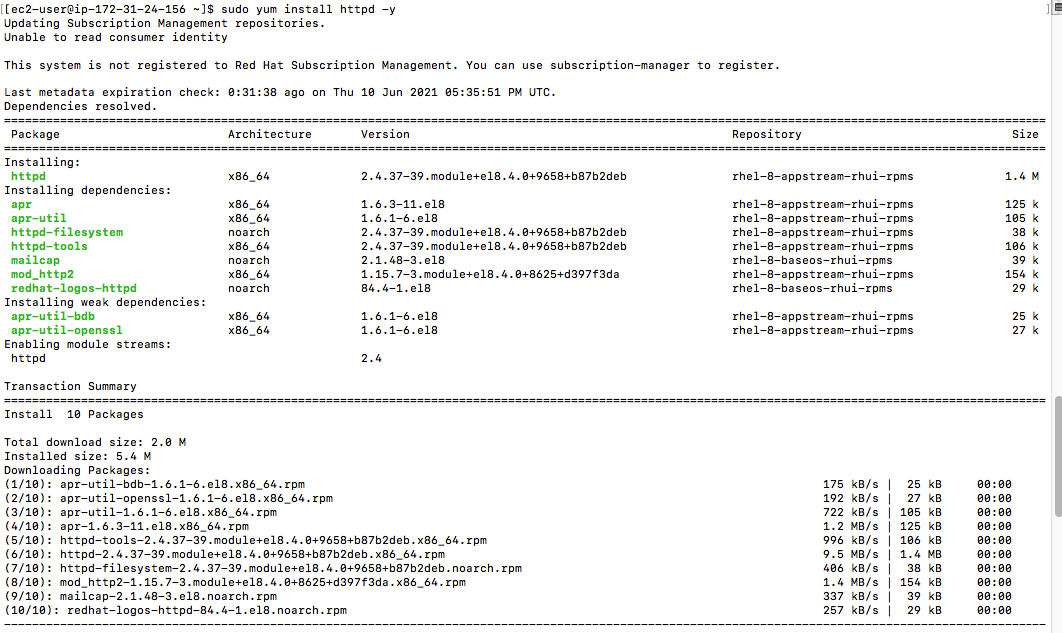 [[ec2-user@ip-172-31-24-156 ~]$ sudo yum install httpd -y ]
Updating Subscription Management repositories.
Unable to read consumer identity
This system is not registered to Red Hat Subscription Management. You can use subscription-manager to register.
Last metadata expiration check: 0:31:38 ago on Thu 10 Jun 2021 05:35:51 PM UTC.
Dependencies resolved.
Package Architecture Version Repository Size
Installing:
httpd x86_64 2.4.37-39.module+el8.4.0+9658+b87b2deb rhel-8-appstream-rhui-rpms 1.4 M
Installing dependencies:
apr x86_64 1.6.3-11.el8 rhel-8-appstream-rhui-rpms 125 k
apr-util x86_64 1.6.1-6.el8 rhel-8-appstream-rhui-rpms 105 k
httpd-filesystem noarch 2.4.37-39.module+el8.4.0+9658+b87b2deb rhel-8-appstream-rhui-rpms 38 k
httpd-tools x86_64 2.4.37-39.module+el8.4.0+9658+b87b2deb rhel-8-appstream-rhui-rpms 106 k
mailcap noarch 2.1.48-3.el8 rhel-8-baseos-rhui-rpms 39 k
mod_http2 x86_64 1.15.7-3.module+el8.4.0+8625+d397f3da rhel-8-appstream-rhui-rpms 154 k
redhat-logos-httpd noarch 84.4-1.el8 rhel-8-baseos-rhui-rpms 29 k
Installing weak dependencies:
apr-util-bdb x86_64 1.6.1-6.el8 rhel-8-appstream-rhui-rpms 25 k
apr-util-openssl x86_64 1.6.1-6.el8 rhel-8-appstream-rhui-rpms 27 k
Enabling module streams:
httpd 2.4
Transaction Summary
Install 10 Packages
Total download size: 2.0 M
Installed size: 5.4 M
Downloading Packages:
(1/10): apr-util-bdb-1.6.1-6.el8.x86_64.rpm 175 kB/s | 25 kB 00:00
(2/10): apr-util-openssl-1.6.1-6.el8.x86_64.rpm 192 kB/s | 27 kB 00:00
(3/10): apr-util-1.6.1-6.el8.x86_64.rpm 722 kB/s | 105 kB 00:00
(4/10): apr-1.6.3-11.el8.x86_64.rpm 1.2 MB/s | 125 kB 00:00
(5/10): httpd-tools-2.4.37-39.module+el8.4.0+9658+b87b2deb.x86_64.rpm 996 kB/s | 106 kB 00:00
(6/10): httpd-2.4.37-39.module+el8.4.0+9658+b87b2deb.x86_64.rpm 9.5 MB/s | 1.4 MB 00:00
(7/10): httpd-filesystem-2.4.37-39.module+el8.4.0+9658+b87b2deb.noarch.rpm 406 kB/s | 38 kB 00:00
(8/10): mod_http2-1.15.7-3.module+el8.4.0+8625+d397f3da.x86_64.rpm 1.4 MB/s | 154 kB 00:00
(9/10): mailcap-2.1.48-3.el8.noarch.rpm 337 kB/s | 39 kB 00:00
(10/10): redhat-logos-httpd-84.4-1.el8.noarch.rpm 257 kB/s | 29 kB 00:00